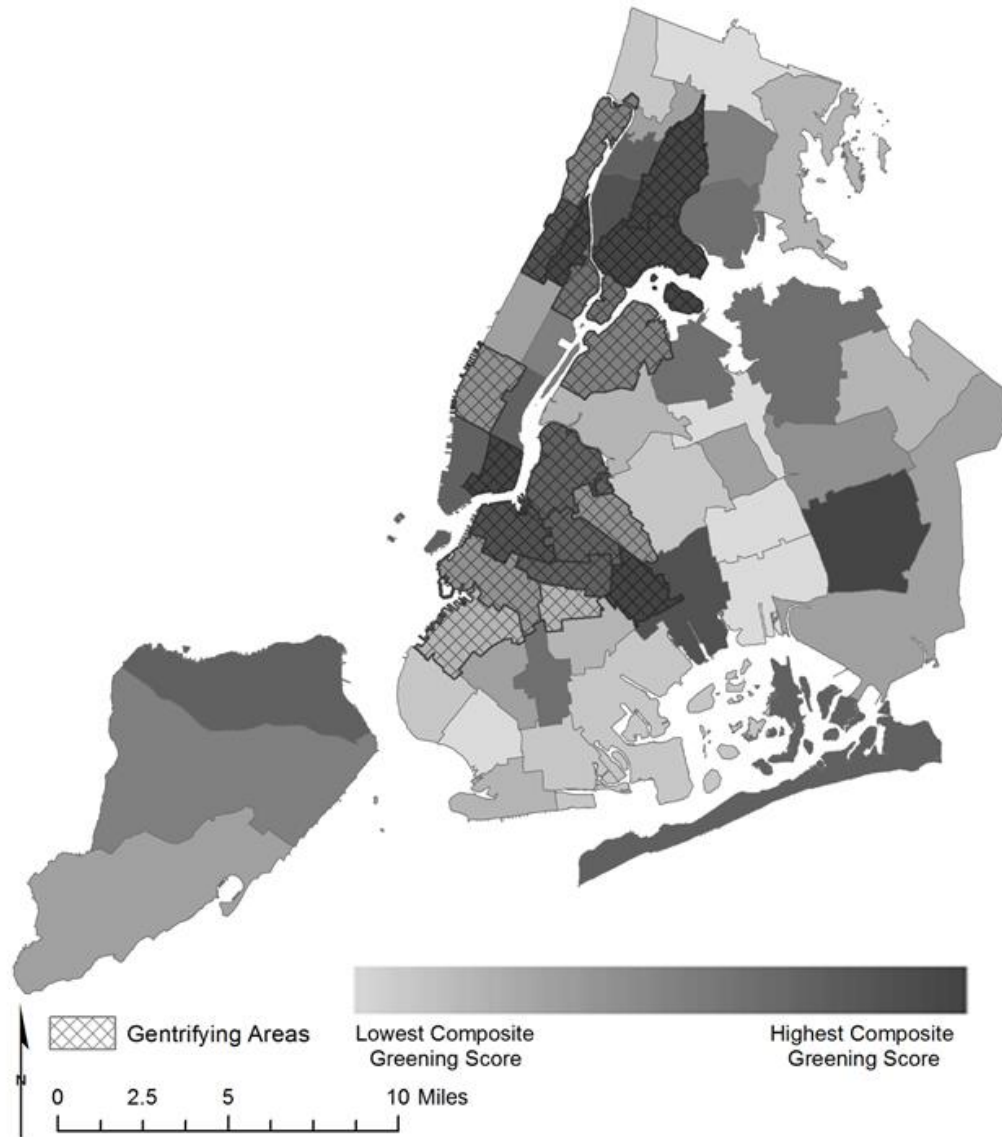 Lowest Composite
Greening Score
Highest Composite
Greening Score
Gentrifying Areas
N
0 2.5 5 10 Miles